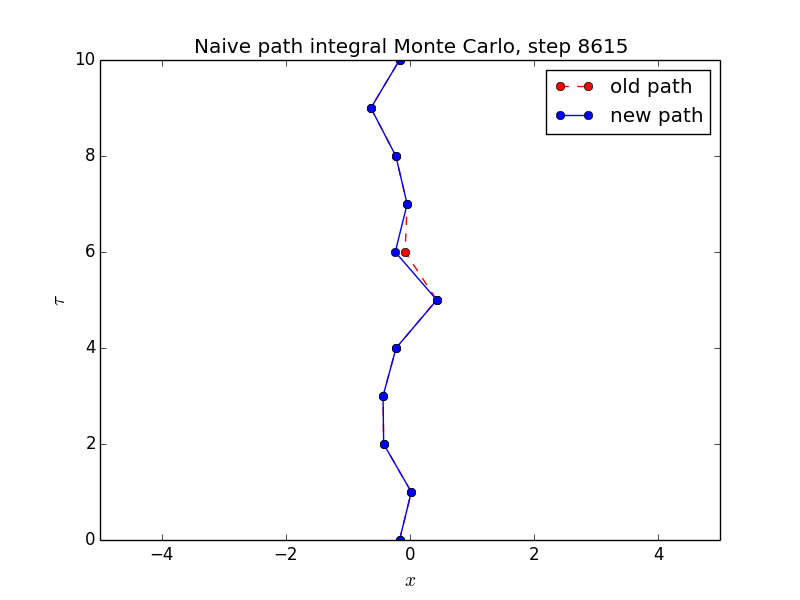 Naive path integral Monte Carlo, step 8615
10
8
6
4
2
0
τ
old path
new path
−4
−2
0
2
4
x